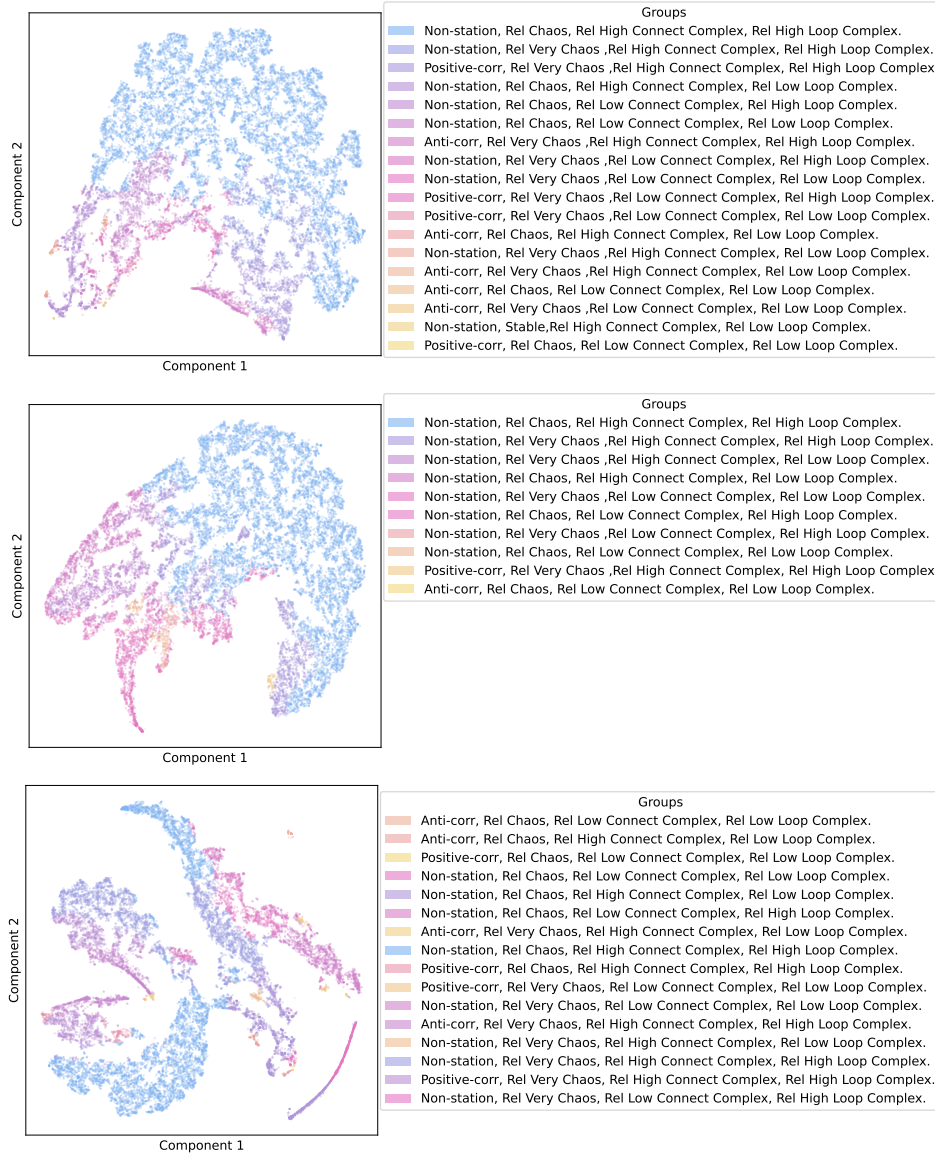 Groups
Non-station, Rel Chaos, Rel High Connect Complex, Rel High Loop Complex.
Non-station, Rel Very Chaos ,Rel High Connect Complex, Rel High Loop Complex.
Positive-corr, Rel Very Chaos ,Rel High Connect Complex, Rel High Loop Complex
Non-station, Rel Chaos, Rel High Connect Complex, Rel Low Loop Complex.
Non-station, Rel Chaos, Rel Low Connect Complex, Rel High Loop Complex.
Non-station, Rel Chaos, Rel Low Connect Complex, Rel Low Loop Complex.
Anti-corr, Rel Very Chaos ,Rel High Connect Complex, Rel High Loop Complex.
Non-station, Rel Very Chaos ,Rel Low Connect Complex, Rel High Loop Complex.
Non-station, Rel Very Chaos ,Rel Low Connect Complex, Rel Low Loop Complex.
Positive-corr, Rel Very Chaos ,Rel Low Connect Complex, Rel High Loop Complex.
Positive-corr, Rel Very Chaos ,Rel Low Connect Complex, Rel Low Loop Complex.
Anti-corr, Rel Chaos, Rel High Connect Complex, Rel Low Loop Complex.
Non-station, Rel Very Chaos ,Rel High Connect Complex, Rel Low Loop Complex.
Anti-corr, Rel Very Chaos ,Rel High Connect Complex, Rel Low Loop Complex.
Anti-corr, Rel Chaos, Rel Low Connect Complex, Rel Low Loop Complex.
Anti-corr, Rel Very Chaos ,Rel Low Connect Complex, Rel Low Loop Complex.
Non-station, Stable,Rel High Connect Complex, Rel Low Loop Complex.
Positive-corr, Rel Chaos, Rel Low Connect Complex, Rel Low Loop Complex.
Component 2
Component 1
Groups
Non-station, Rel Chaos, Rel High Connect Complex, Rel High Loop Complex.
Non-station, Rel Very Chaos ,Rel High Connect Complex, Rel High Loop Complex.
Non-station, Rel Very Chaos ,Rel High Connect Complex, Rel Low Loop Complex.
Non-station, Rel Chaos, Rel High Connect Complex, Rel Low Loop Complex.
Non-station, Rel Very Chaos ,Rel Low Connect Complex, Rel Low Loop Complex.
Non-station, Rel Chaos, Rel Low Connect Complex, Rel High Loop Complex.
Non-station, Rel Very Chaos ,Rel Low Connect Complex, Rel High Loop Complex.
Non-station, Rel Chaos, Rel Low Connect Complex, Rel Low Loop Complex.
Positive-corr, Rel Very Chaos ,Rel High Connect Complex, Rel High Loop Complex
Anti-corr, Rel Chaos, Rel Low Connect Complex, Rel Low Loop Complex.
Component 2
Component 1
Groups
Anti-corr, Rel Chaos, Rel Low Connect Complex, Rel Low Loop Complex.
Anti-corr, Rel Chaos, Rel High Connect Complex, Rel Low Loop Complex.
Positive-corr, Rel Chaos, Rel Low Connect Complex, Rel Low Loop Complex.
Non-station, Rel Chaos, Rel Low Connect Complex, Rel Low Loop Complex.
Non-station, Rel Chaos, Rel High Connect Complex, Rel Low Loop Complex.
Non-station, Rel Chaos, Rel Low Connect Complex, Rel High Loop Complex.
Anti-corr, Rel Very Chaos, Rel High Connect Complex, Rel Low Loop Complex.
Non-station, Rel Chaos, Rel High Connect Complex, Rel High Loop Complex.
Positive-corr, Rel Chaos, Rel High Connect Complex, Rel High Loop Complex.
Positive-corr, Rel Very Chaos, Rel Low Connect Complex, Rel Low Loop Complex.
Non-station, Rel Very Chaos, Rel Low Connect Complex, Rel Low Loop Complex.
Anti-corr, Rel Very Chaos, Rel High Connect Complex, Rel High Loop Complex.
Non-station, Rel Very Chaos, Rel High Connect Complex, Rel Low Loop Complex.
Non-station, Rel Very Chaos, Rel High Connect Complex, Rel High Loop Complex.
Positive-corr, Rel Very Chaos, Rel High Connect Complex, Rel High Loop Complex.
Non-station, Rel Very Chaos, Rel Low Connect Complex, Rel High Loop Complex.
Component 2
Component 1